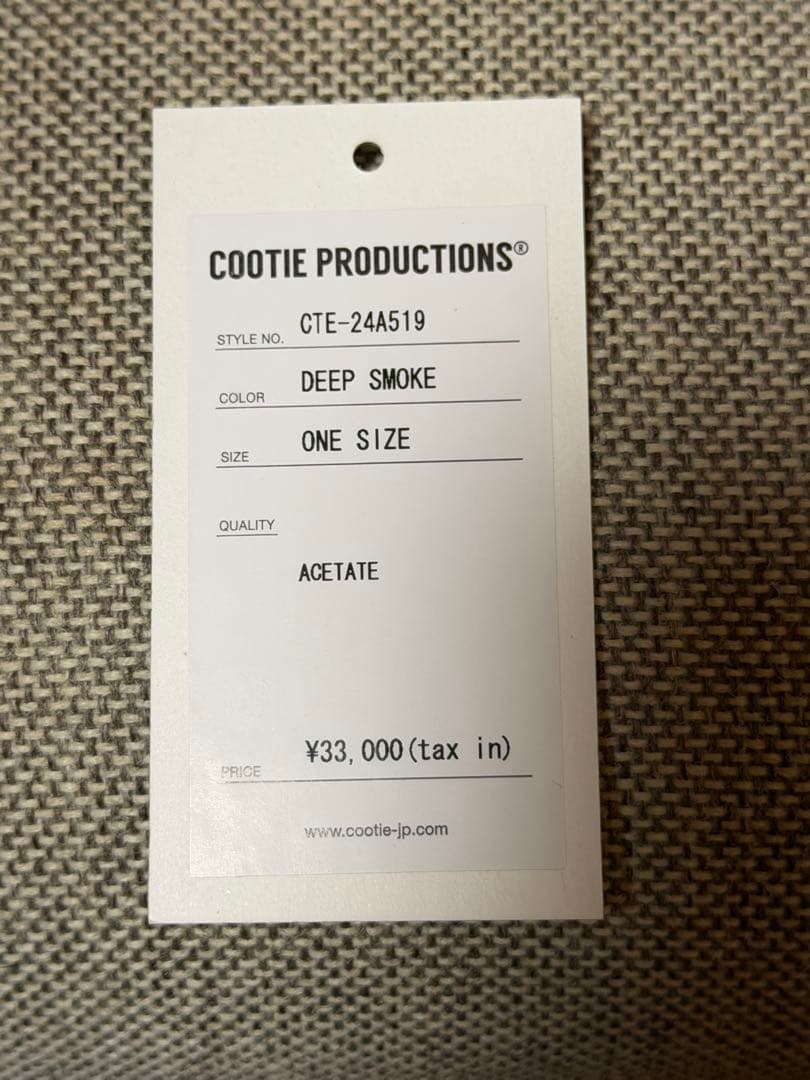 COOTIE PRODUCTIONS®
STYLE NO. CTE-24A519
COLOR DEEP SMOKE
SIZE ONE SIZE
QUALITY
ACETATE
PRICE ¥33,000(tax in)
www.cootie-jp.com